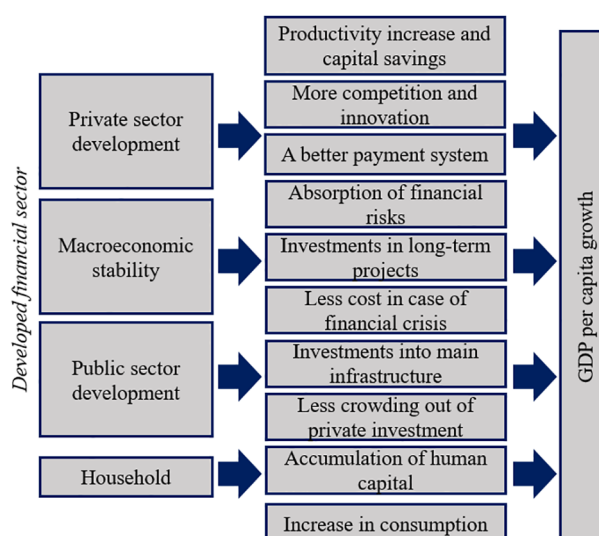 Developed financial sector
Private sector
development
Macroeconomic
stability
Public sector
development
Household
Productivity increase and
capital savings
More competition and
innovation
A better payment system
Absorption of financial
risks
Investments in long-term
projects
Less cost in case of
financial crisis
Investments into main
infrastructure
Less crowding out of
private investment
Accumulation of human
capital
Increase in consumption
GDP per capita growth